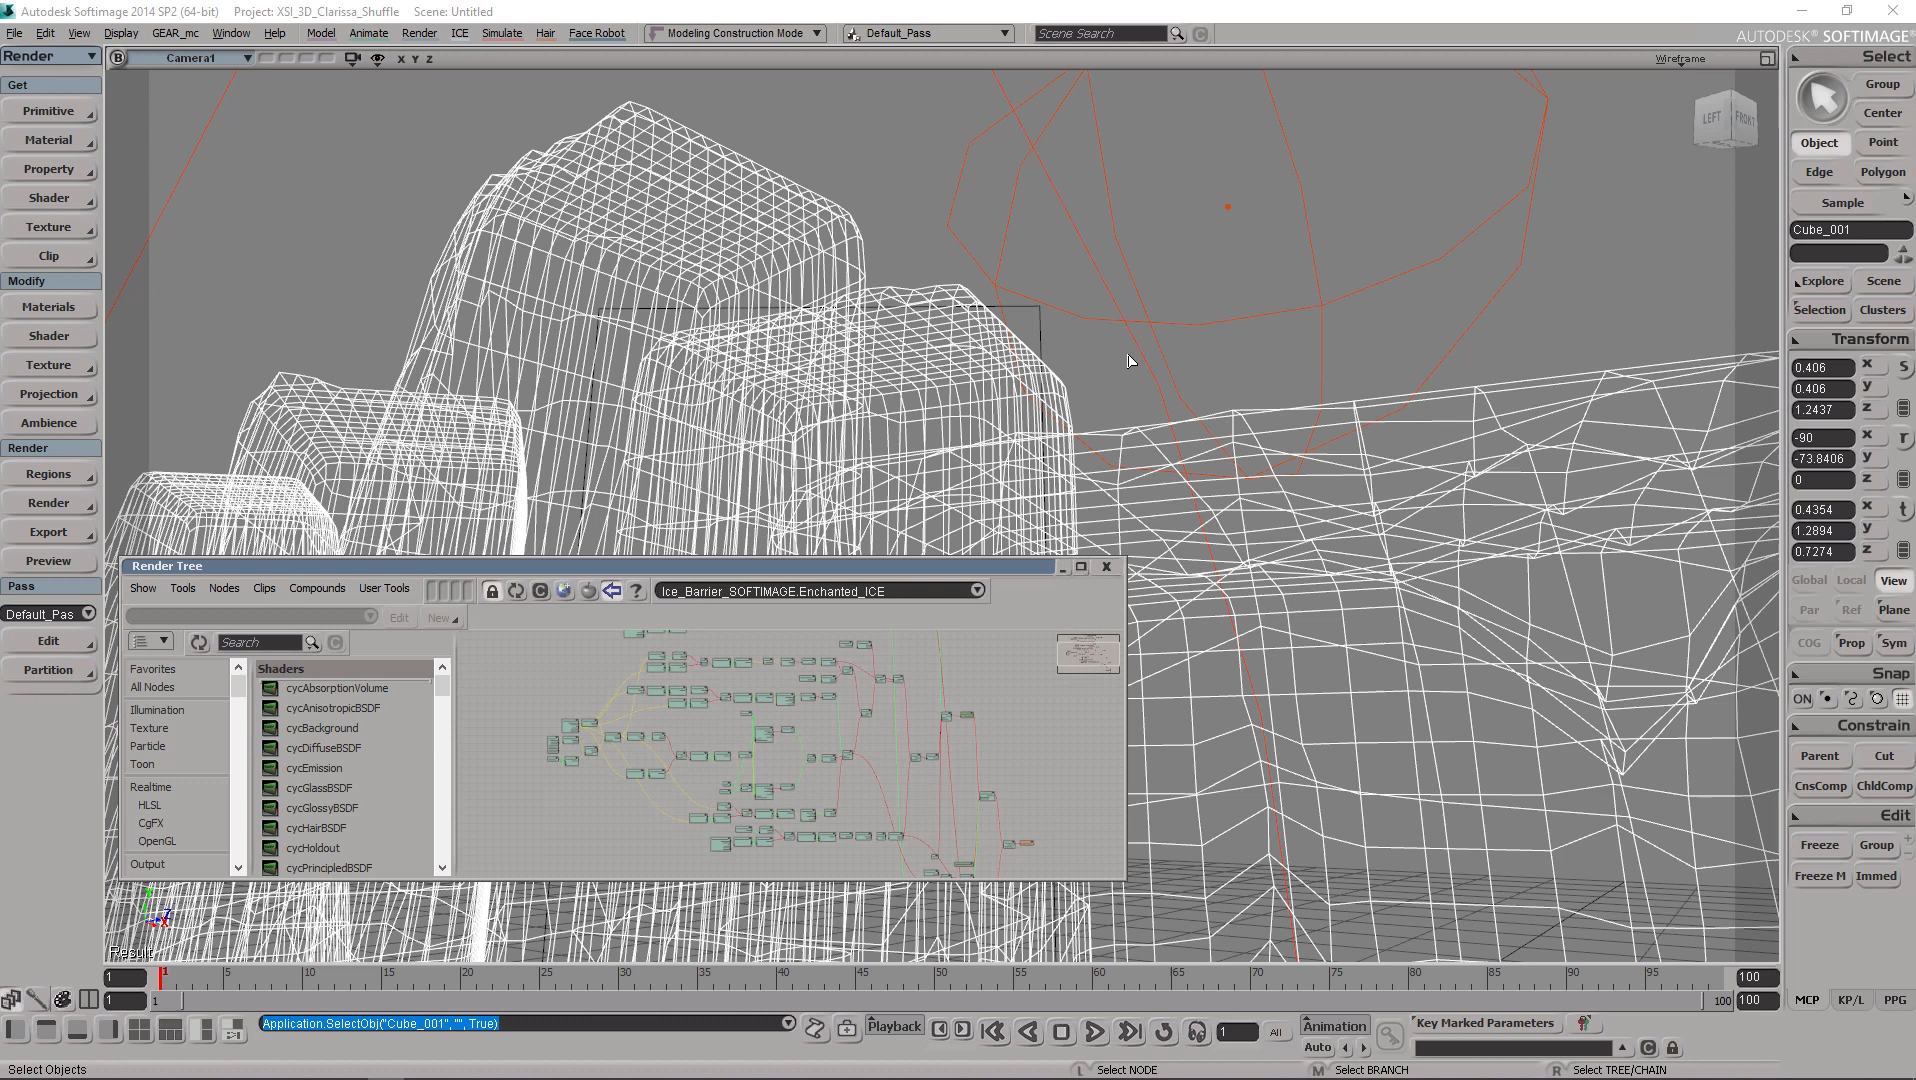 Autodesk Softimage 2014 SP2 (64-bit)    Project: XSI_3D_Clarissa_Shuffle    Scene: Untitled
File Edit View Display GEAR_mc Window Help Model Animate Render ICE Simulate Hair Face Robot Modeling Construction Mode Default_Pass Scene Search
AUTODESK® SOFTIMAGE®
Render
B Camera1 X Y Z Wireframe
Get
Primitive
Material
Property
Shader
Texture
Clip
Modify
Materials
Shader
Texture
Projection
Ambience
Render
Regions
Render
Export
Preview
Pass
Default_Pas
Edit
Partition
LEFT FRONT
Render Tree
Show Tools Nodes Clips Compounds User Tools
Ice_Barrier_SOFTIMAGE.Enchanted_ICE
Edit New
Search
Favorites
All Nodes
Illumination
Texture
Particle
Toon
Realtime
HLSL
CgFX
OpenGL
Output
Shaders
cycAbsorptionVolume
cycAnisotropicBSDF
cycBackground
cycDiffuseBSDF
cycEmission
cycGlassBSDF
cycGlossyBSDF
cycHairBSDF
cycHoldout
cycPrincipledBSDF
Result
Select
Group
Center
Object Point
Edge Polygon
Sample
Cube_001
Explore Scene
Selection Clusters
Transform
0.406 x s
0.406 y
1.2437 z
-90 x r
-73.8406 y
0 z
0.4354 x t
1.2894 y
0.7274 z
Global Local View
Par Ref Plane
COG Prop Sym
Snap
ON
Constrain
Parent Cut
CnsComp ChldComp
Edit
Freeze Group
Freeze M Immed
MCP KP/L PPG
1 1 5 10 15 20 25 30 35 40 45 50 55 60 65 70 75 80 85 90 95 100
1 1 100 100
Application.SelectObj("Cube_001", "", True)
Playback 1 All Animation Key Marked Parameters
Auto
Select Objects L Select NODE M Select BRANCH R Select TREE/CHAIN